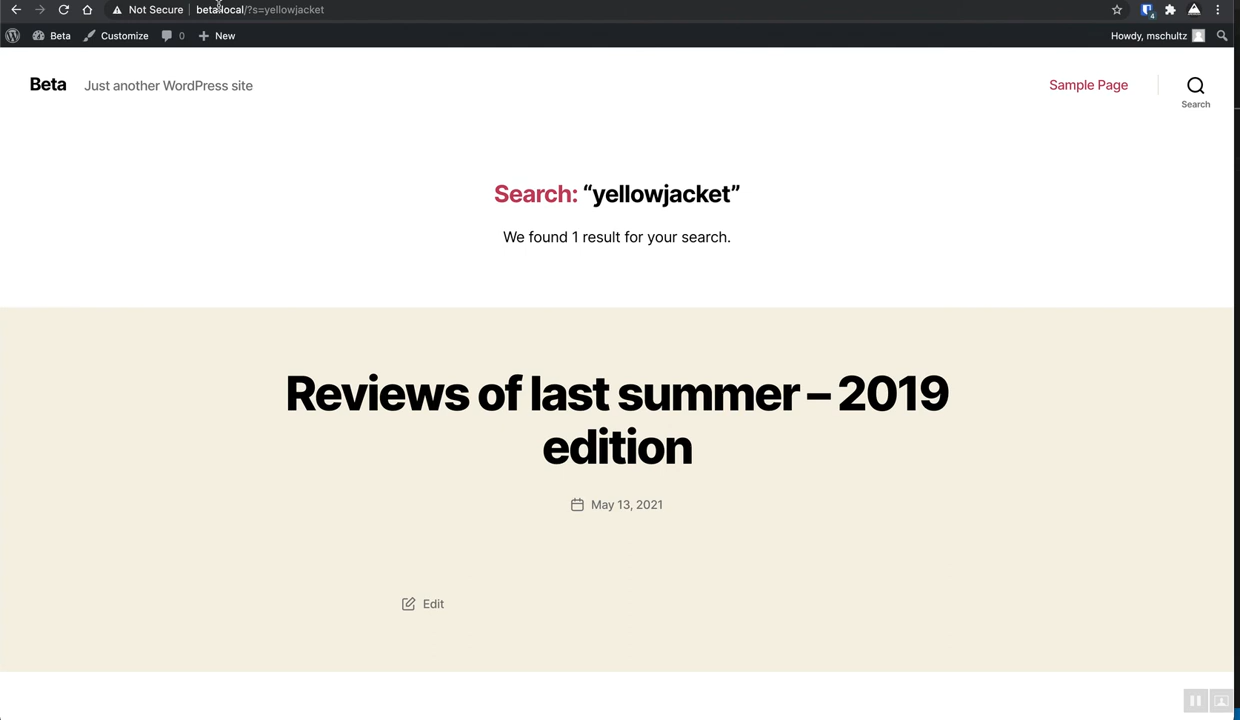 Not Secure | beta.local/?s=yellowjacket
4
Beta Customize 0 New Howdy, mschultz
Beta Just another WordPress site Sample Page
Search
Search: “yellowjacket”
We found 1 result for your search.
Reviews of last summer – 2019
edition
May 13, 2021
Edit